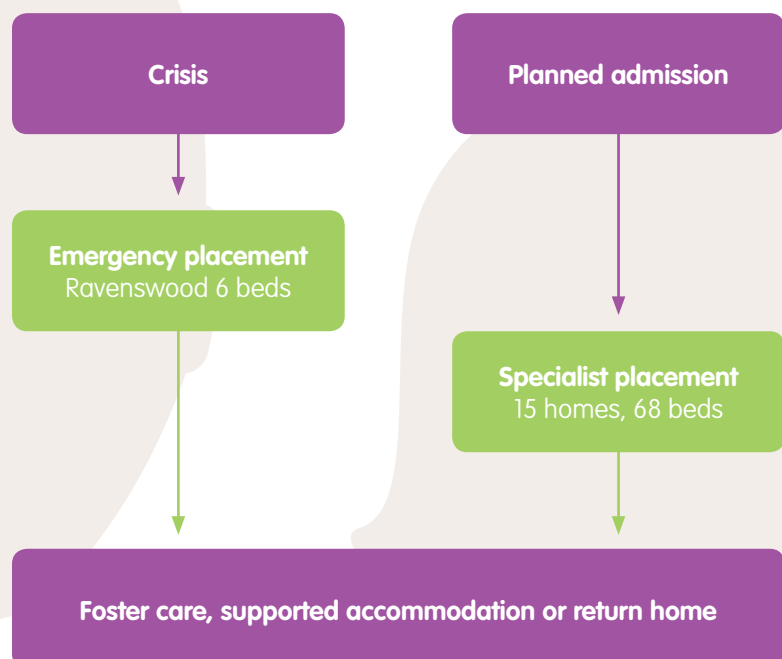 Crisis
Planned admission
Emergency placement
Ravenswood 6 beds
Specialist placement
15 homes, 68 beds
Foster care, supported accommodation or return home